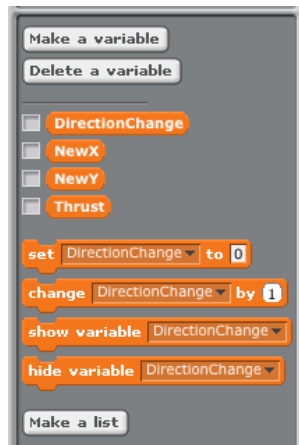 Make a variable
Delete a variable
DirectionChange
NewX
NewY
Thrust
set DirectionChange to 0
change DirectionChange by 1
show variable DirectionChange
hide variable DirectionChange
Make a list